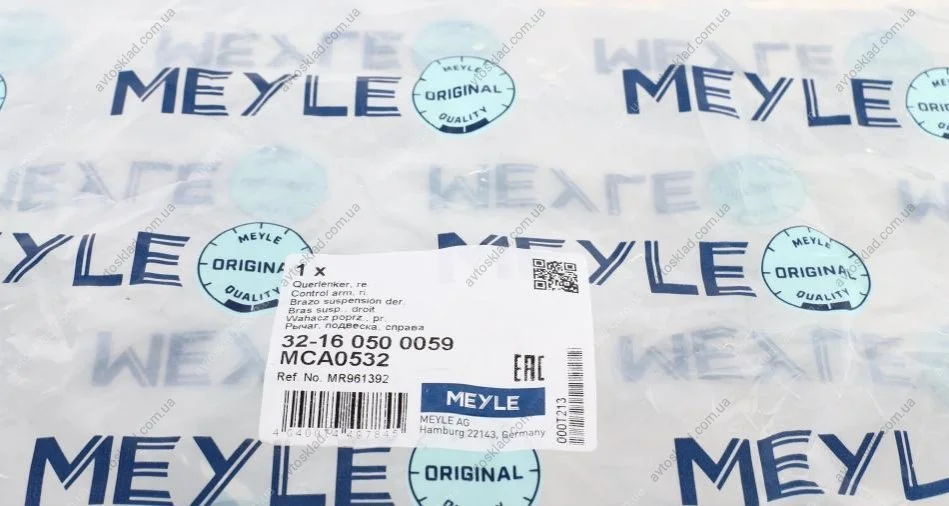 MEYLE
MEYLE
ORIGINAL
QUALITY
MEYLE
MEYLE
MEYLE
QUALITY
MEYLE
MEYLE
ORIGINAL
QUALITY
1 x
Querlenker, re
Control arm, ri.
Brazo suspensión der.
Bras susp., droit
Wahacz poprz., pr.
Рычаг, подвеска, справа
32-16 050 0059
MCA0532
Ref No. MR961392
EAC
MEYLE
MEYLE AG
Hamburg 22143, Germany
000T213
MEYLE
ORIGINAL
MEYLE
avtosklad.com.ua